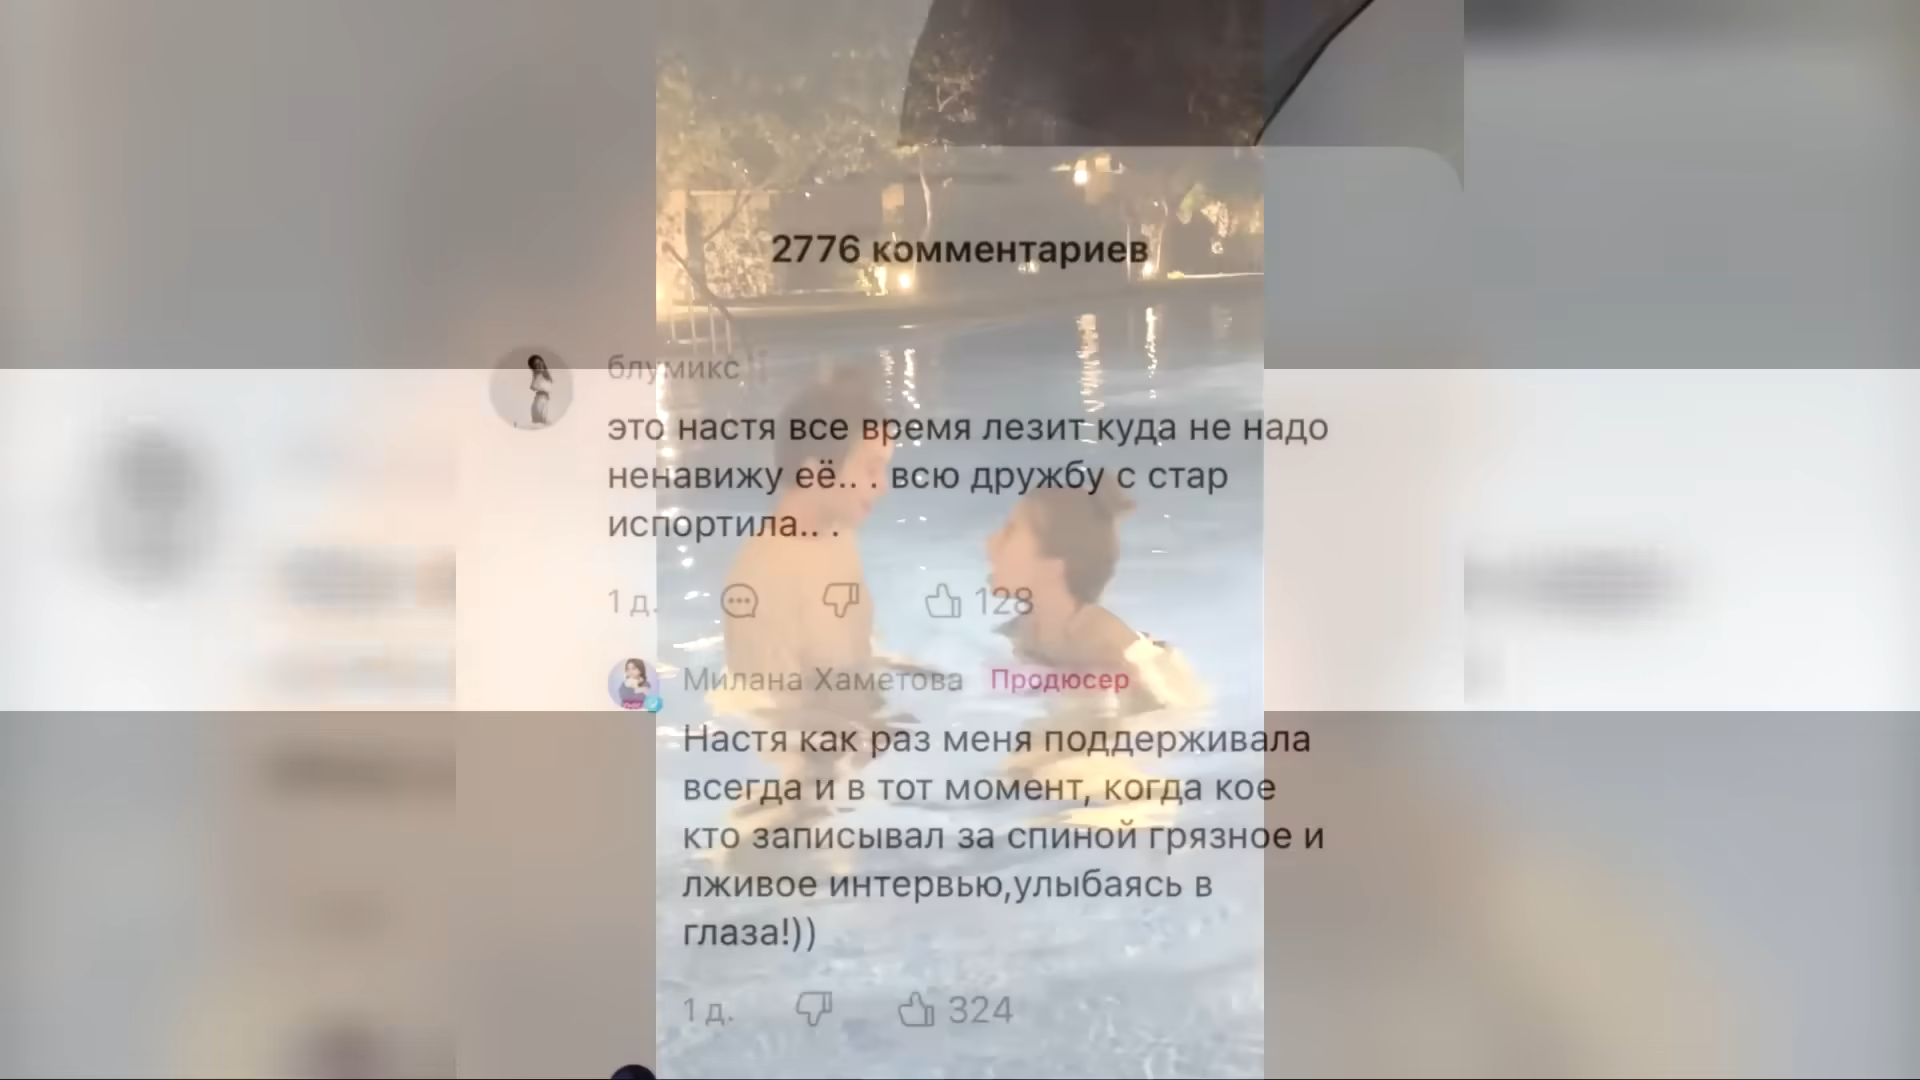 2776 комментариев
блумикс
это настя все время лезит куда не надо
ненавижу её.. . всю дружбу с стар
испортила.. .
1 д. 128
Милана Хаметова Продюсер
Настя как раз меня поддерживала
всегда и в тот момент, когда кое
кто записывал за спиной грязное и
лживое интервью,улыбаясь в
глаза!))
1 д. 324